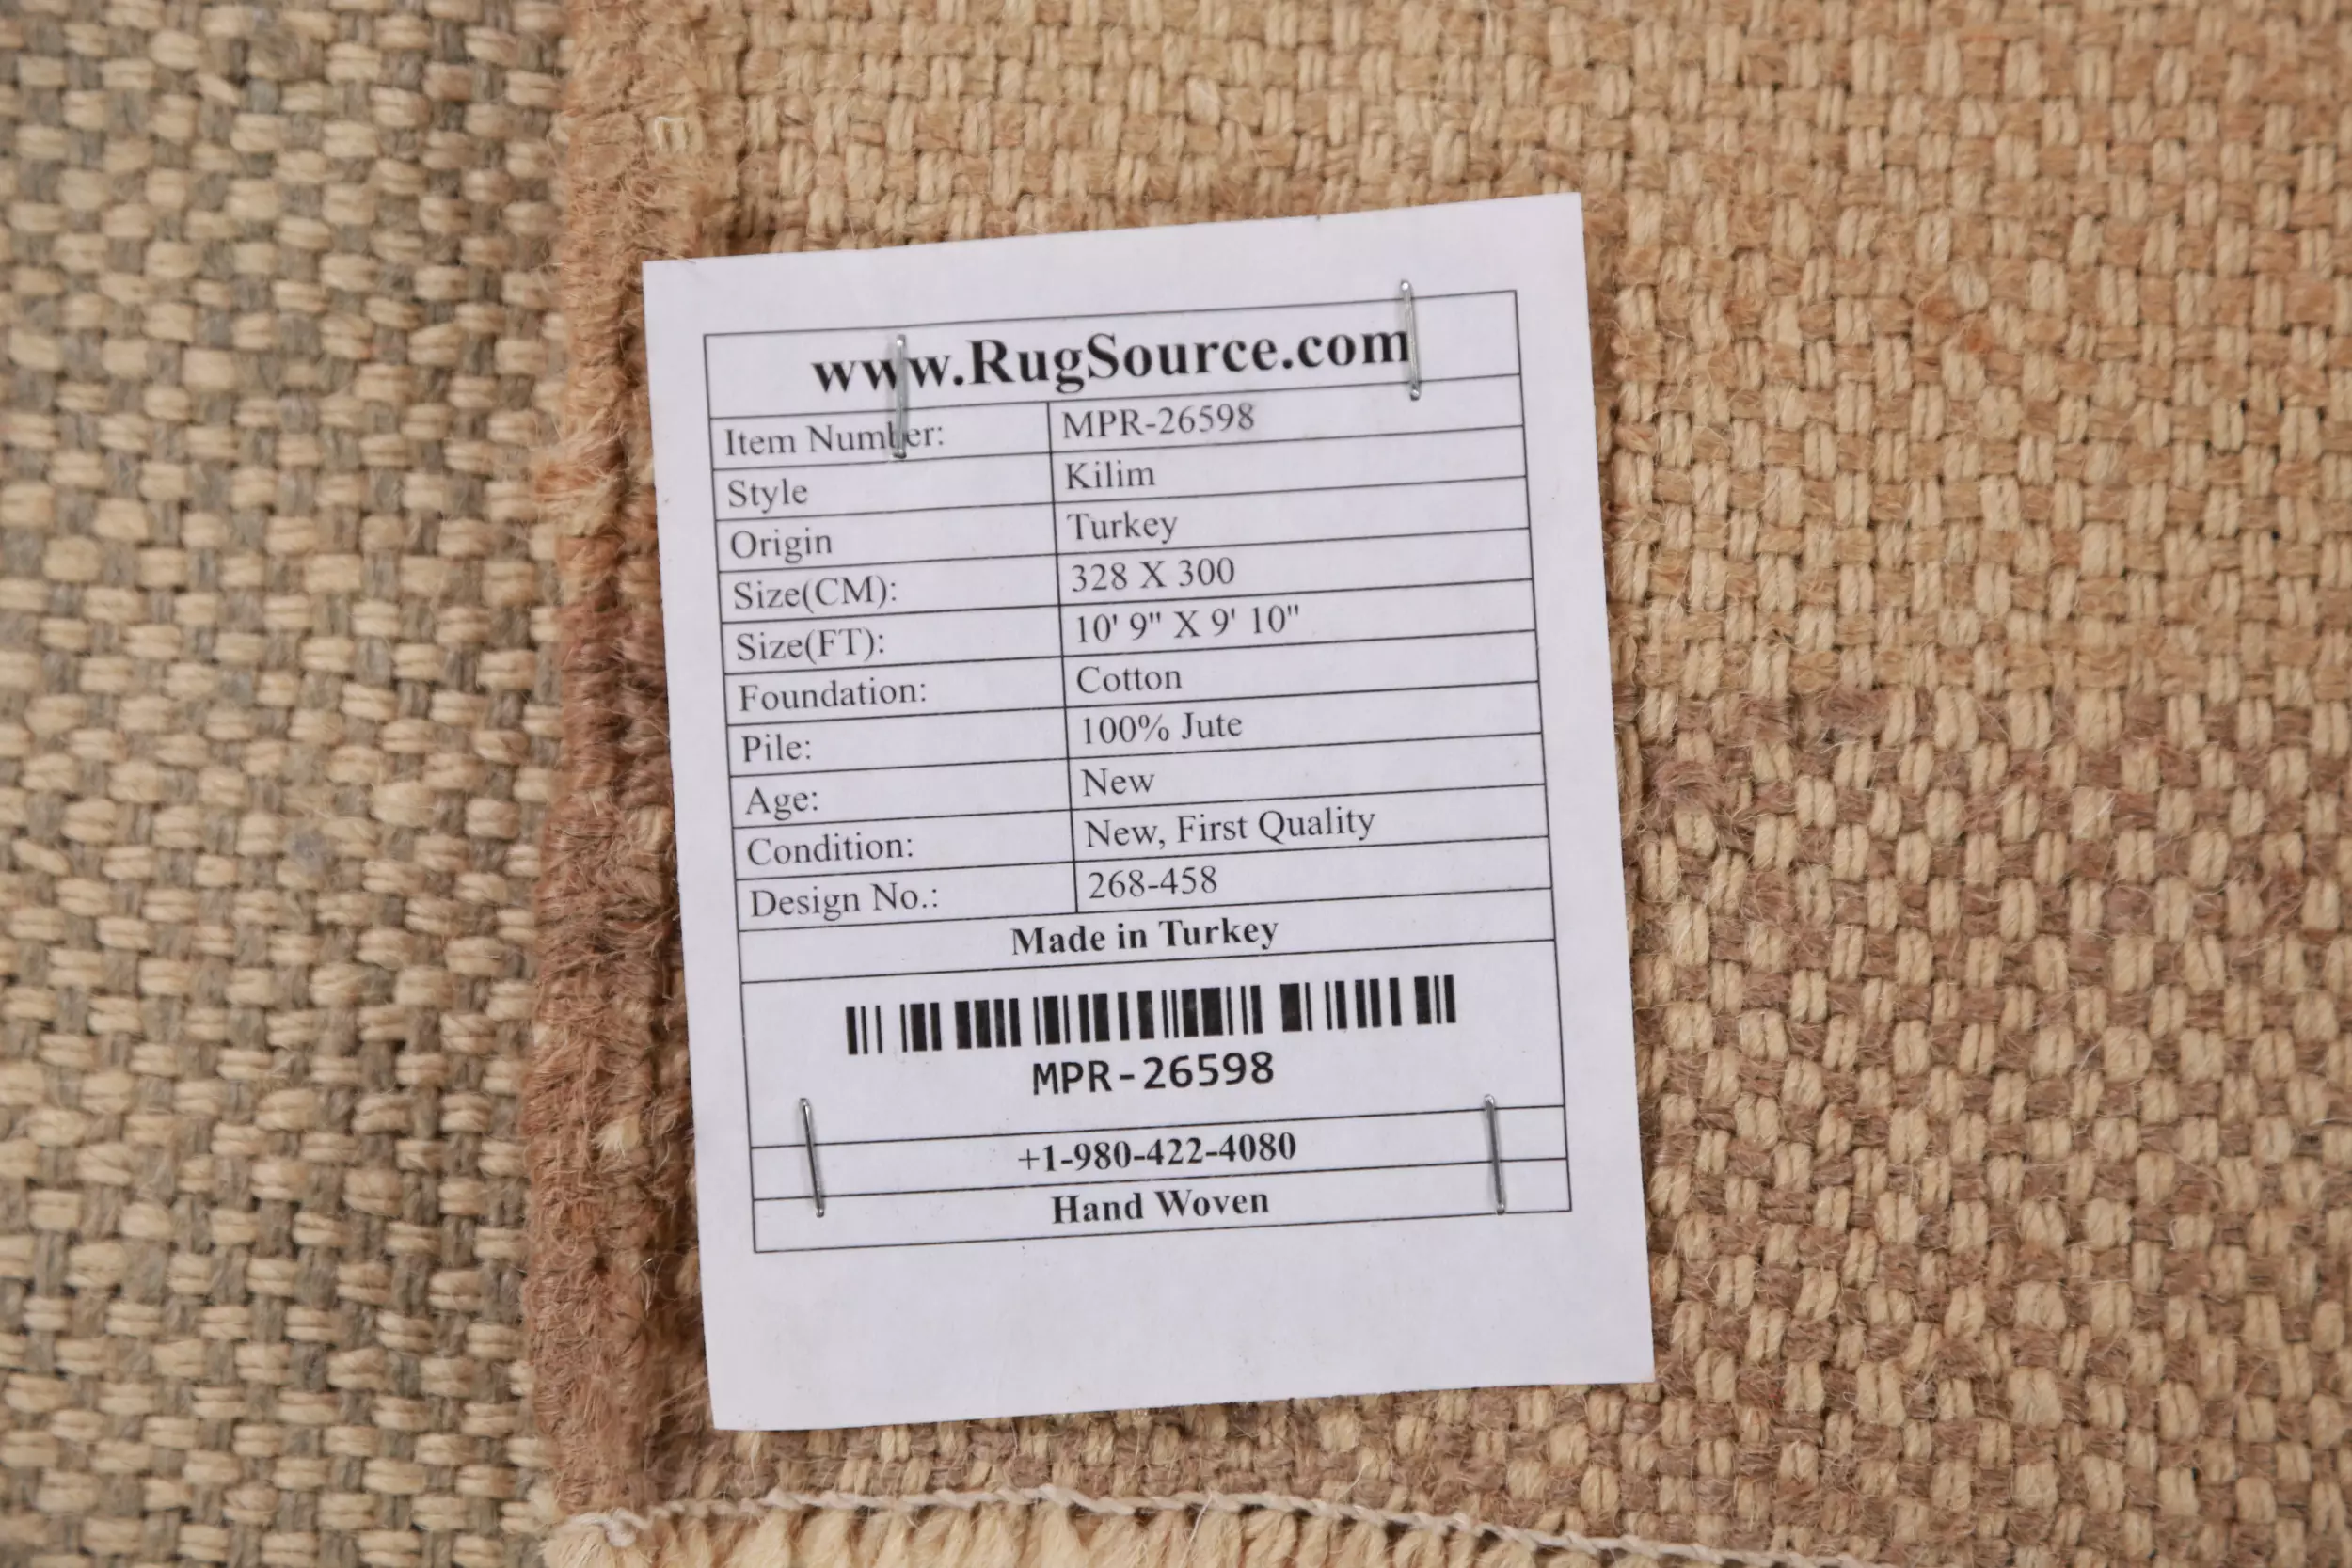 www.RugSource.com
Item Number: MPR-26598
Style Kilim
Origin Turkey
Size(CM): 328 X 300
Size(FT): 10' 9" X 9' 10"
Foundation: Cotton
Pile: 100% Jute
Age: New
Condition: New, First Quality
Design No.: 268-458
Made in Turkey
MPR-26598
+1-980-422-4080
Hand Woven